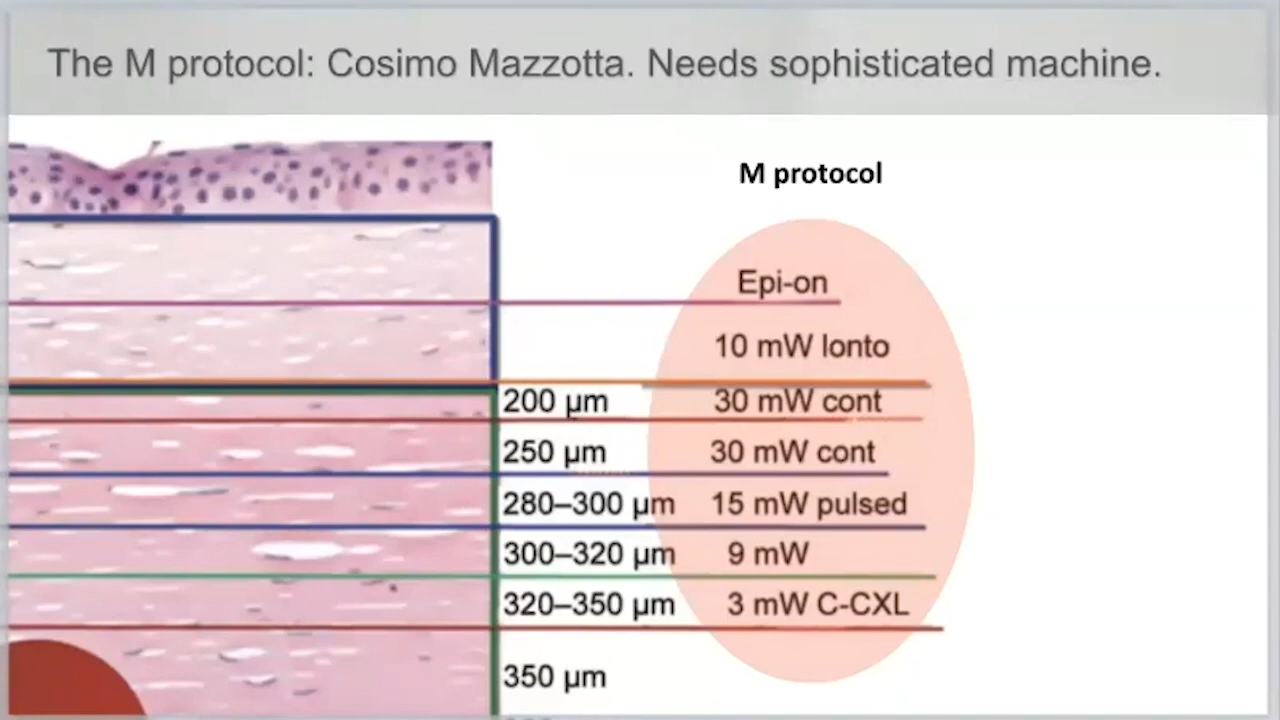 The M protocol: Cosimo Mazzotta. Needs sophisticated machine.
M protocol
Epi-on
10 mW Ionto
200 µm 30 mW cont
250 µm 30 mW cont
280–300 µm 15 mW pulsed
300–320 µm 9 mW
320–350 µm 3 mW C-CXL
350 µm